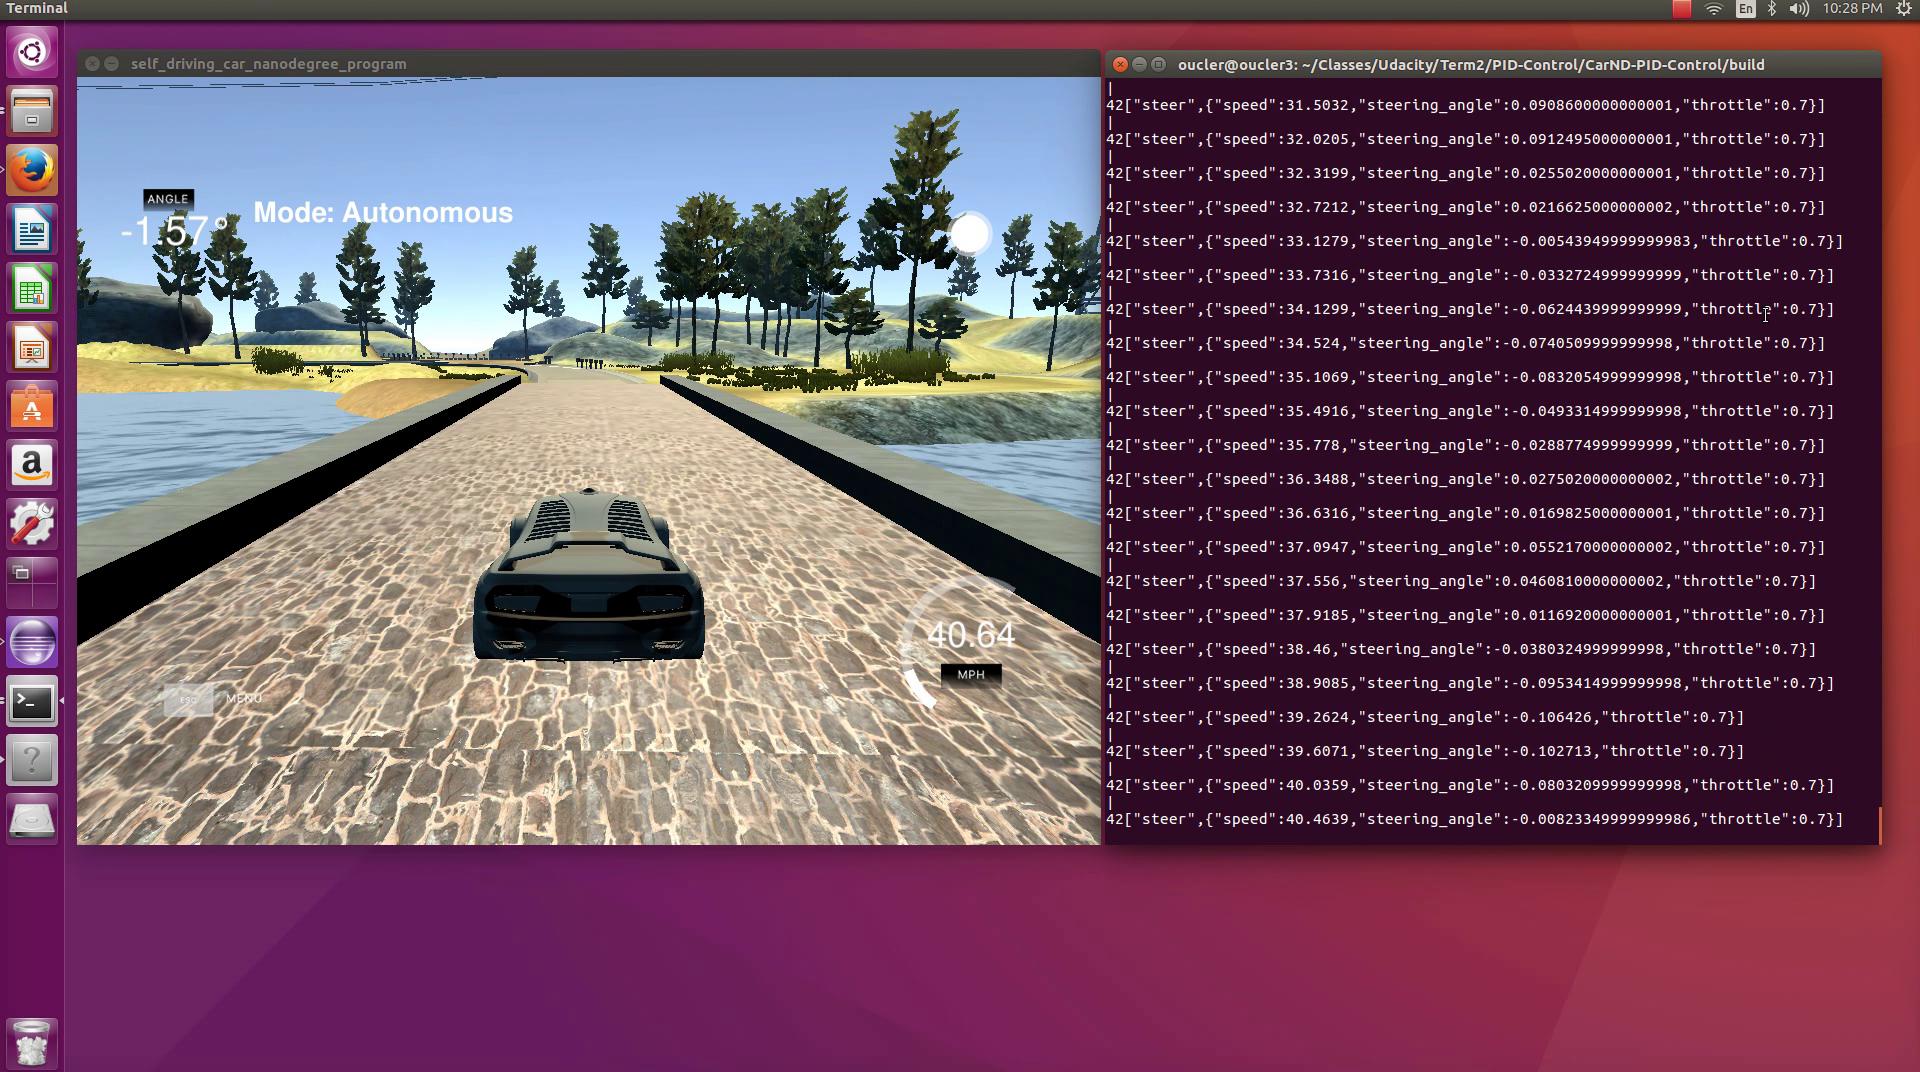 Terminal
En
10:28 PM
self_driving_car_nanodegree_program
ANGLE
-1.57°
Mode: Autonomous
40.64
MPH
ESC MENU
oucler@oucler3: ~/Classes/Udacity/Term2/PID-Control/CarND-PID-Control/build
|
42["steer",{"speed":31.5032,"steering_angle":0.0908600000000001,"throttle":0.7}]
|
42["steer",{"speed":32.0205,"steering_angle":0.0912495000000001,"throttle":0.7}]
|
42["steer",{"speed":32.3199,"steering_angle":0.0255020000000001,"throttle":0.7}]
|
42["steer",{"speed":32.7212,"steering_angle":0.0216625000000002,"throttle":0.7}]
|
42["steer",{"speed":33.1279,"steering_angle":-0.00543949999999983,"throttle":0.7}]
|
42["steer",{"speed":33.7316,"steering_angle":-0.0332724999999999,"throttle":0.7}]
|
42["steer",{"speed":34.1299,"steering_angle":-0.0624439999999999,"throttle":0.7}]
|
42["steer",{"speed":34.524,"steering_angle":-0.0740509999999998,"throttle":0.7}]
|
42["steer",{"speed":35.1069,"steering_angle":-0.0832054999999998,"throttle":0.7}]
|
42["steer",{"speed":35.4916,"steering_angle":-0.0493314999999998,"throttle":0.7}]
|
42["steer",{"speed":35.778,"steering_angle":-0.0288774999999999,"throttle":0.7}]
|
42["steer",{"speed":36.3488,"steering_angle":0.0275020000000002,"throttle":0.7}]
|
42["steer",{"speed":36.6316,"steering_angle":0.0169825000000001,"throttle":0.7}]
|
42["steer",{"speed":37.0947,"steering_angle":0.0552170000000002,"throttle":0.7}]
|
42["steer",{"speed":37.556,"steering_angle":0.0460810000000002,"throttle":0.7}]
|
42["steer",{"speed":37.9185,"steering_angle":0.0116920000000001,"throttle":0.7}]
|
42["steer",{"speed":38.46,"steering_angle":-0.0380324999999998,"throttle":0.7}]
|
42["steer",{"speed":38.9085,"steering_angle":-0.0953414999999998,"throttle":0.7}]
|
42["steer",{"speed":39.2624,"steering_angle":-0.106426,"throttle":0.7}]
|
42["steer",{"speed":39.6071,"steering_angle":-0.102713,"throttle":0.7}]
|
42["steer",{"speed":40.0359,"steering_angle":-0.0803209999999998,"throttle":0.7}]
|
42["steer",{"speed":40.4639,"steering_angle":-0.00823349999999986,"throttle":0.7}]